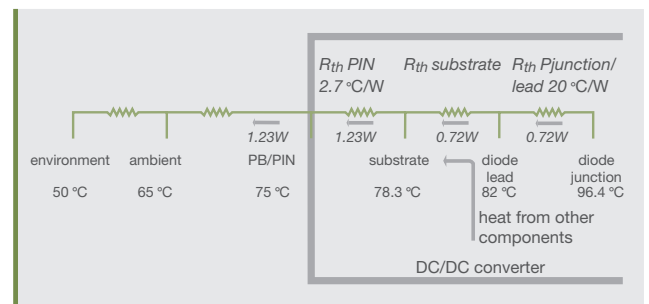 Rth PIN Rth substrate Rth Pjunction/
2.7 °C/W lead 20 °C/W
1.23W 1.23W 0.72W 0.72W
environment ambient PB/PIN substrate diode diode
lead junction
50 °C 65 °C 75 °C 78.3 °C 82 °C 96.4 °C
heat from other
components
DC/DC converter